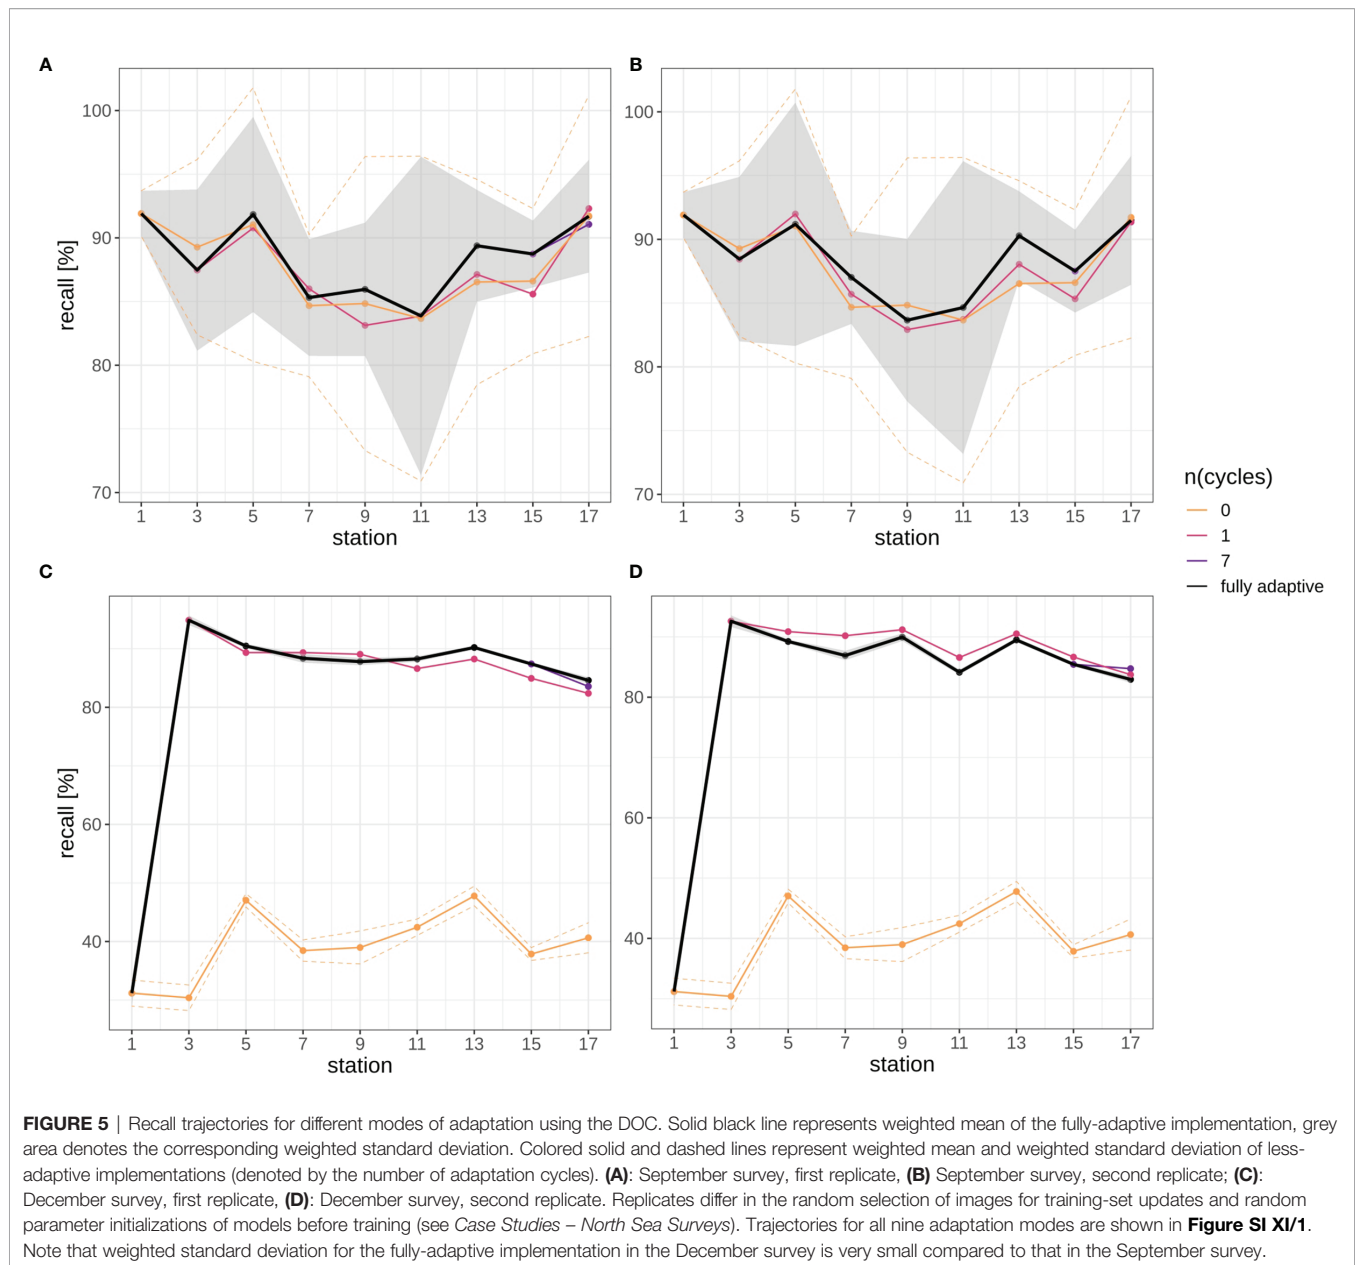 A
B
100
90
80
70
recall [%]
1 3 5 7 9 11 13 15 17
station
100
90
80
70
1 3 5 7 9 11 13 15 17
station
n(cycles)
0
1
7
fully adaptive
C
D
80
60
40
recall [%]
1 3 5 7 9 11 13 15 17
station
80
60
40
1 3 5 7 9 11 13 15 17
station
FIGURE 5 | Recall trajectories for different modes of adaptation using the DOC. Solid black line represents weighted mean of the fully-adaptive implementation, grey
area denotes the corresponding weighted standard deviation. Colored solid and dashed lines represent weighted mean and weighted standard deviation of less-
adaptive implementations (denoted by the number of adaptation cycles). (A): September survey, first replicate, (B) September survey, second replicate; (C):
December survey, first replicate, (D): December survey, second replicate. Replicates differ in the random selection of images for training-set updates and random
parameter initializations of models before training (see Case Studies – North Sea Surveys). Trajectories for all nine adaptation modes are shown in Figure SI XI/1.
Note that weighted standard deviation for the fully-adaptive implementation in the December survey is very small compared to that in the September survey.